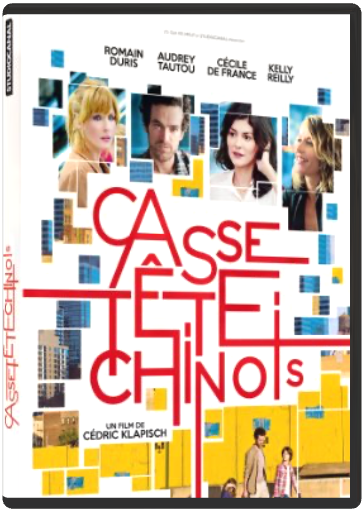 STUDIOCANAL
ROMAIN DURIS
AUDREY TAUTOU
CÉCILE DE FRANCE
KELLY REILLY
CASSE
TÊTE
CHINOIS
UN FILM DE
CÉDRIC KLAPISCH
CASSE TÊTE CHINOIS